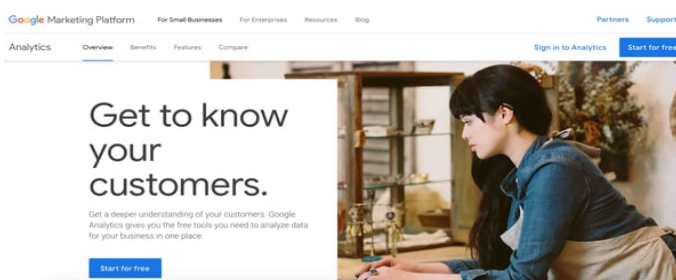 Google Marketing Platform For Small Businesses For Enterprises Resources Blog Partners Support
Analytics Overview Benefits Features Compare Sign in to Analytics Start for free
Get to know
your
customers.
Get a deeper understanding of your customers. Google
Analytics gives you the free tools you need to analyze data
for your business in one place.
Start for free